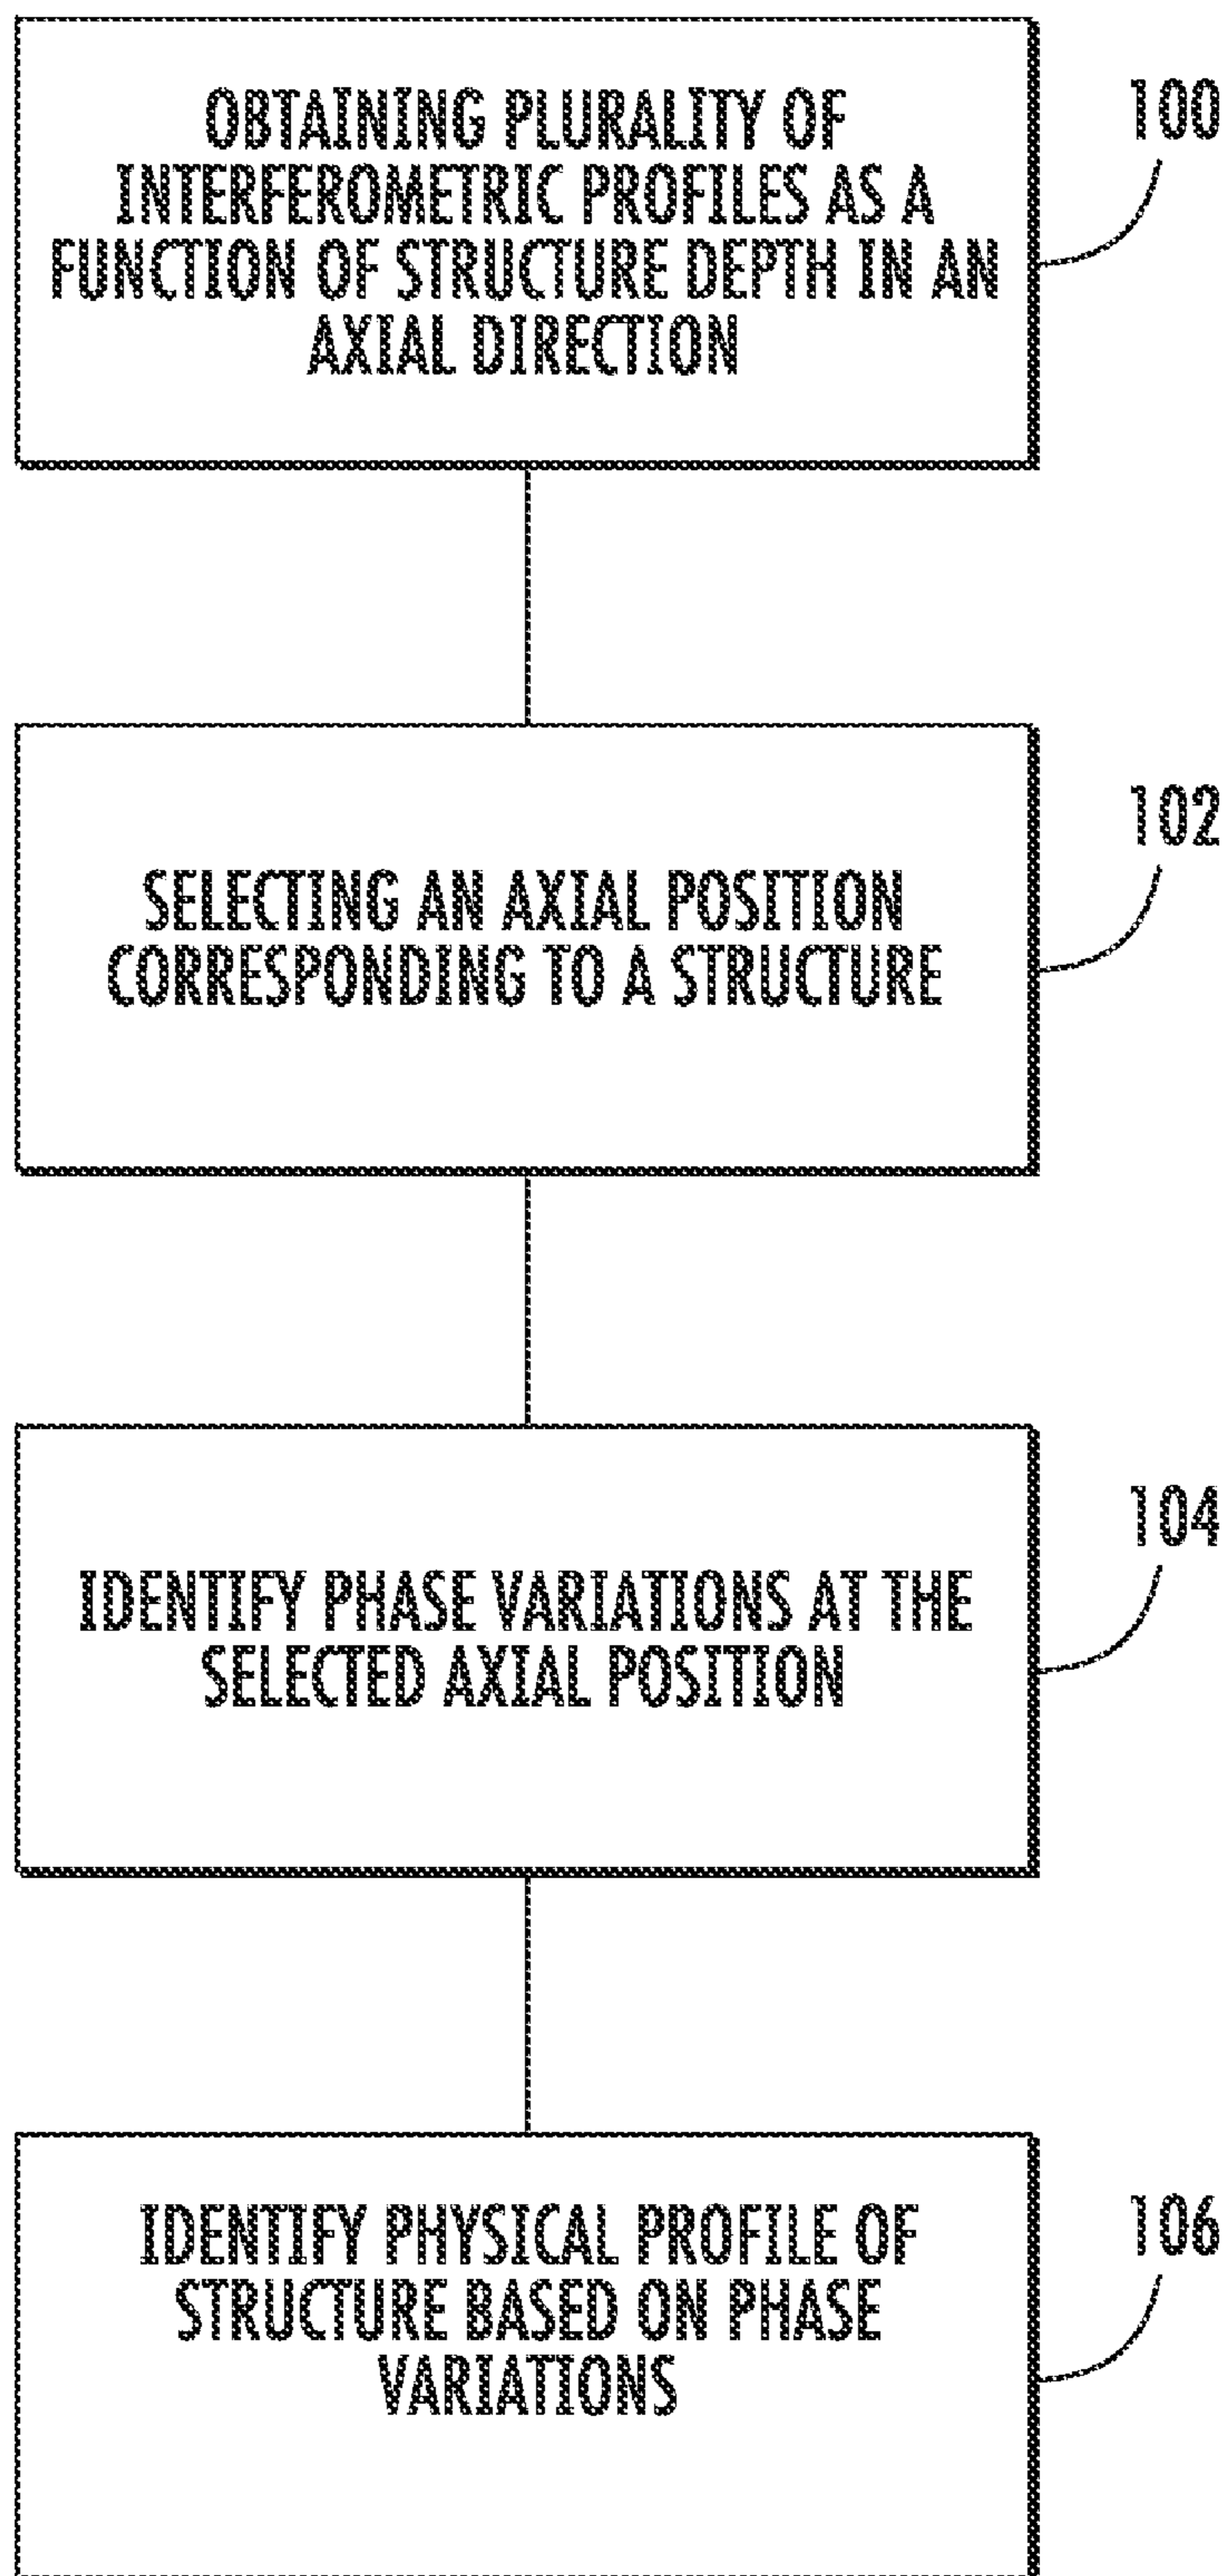 OBTAINING PLURALITY OF
INTERFEROMETRIC PROFILES AS A
FUNCTION OF STRUCTURE DEPTH IN AN
AXIAL DIRECTION
100
SELECTING AN AXIAL POSITION
CORRESPONDING TO A STRUCTURE
102
IDENTIFY PHASE VARIATIONS AT THE
SELECTED AXIAL POSITION
104
IDENTIFY PHYSICAL PROFILE OF
STRUCTURE BASED ON PHASE
VARIATIONS
106